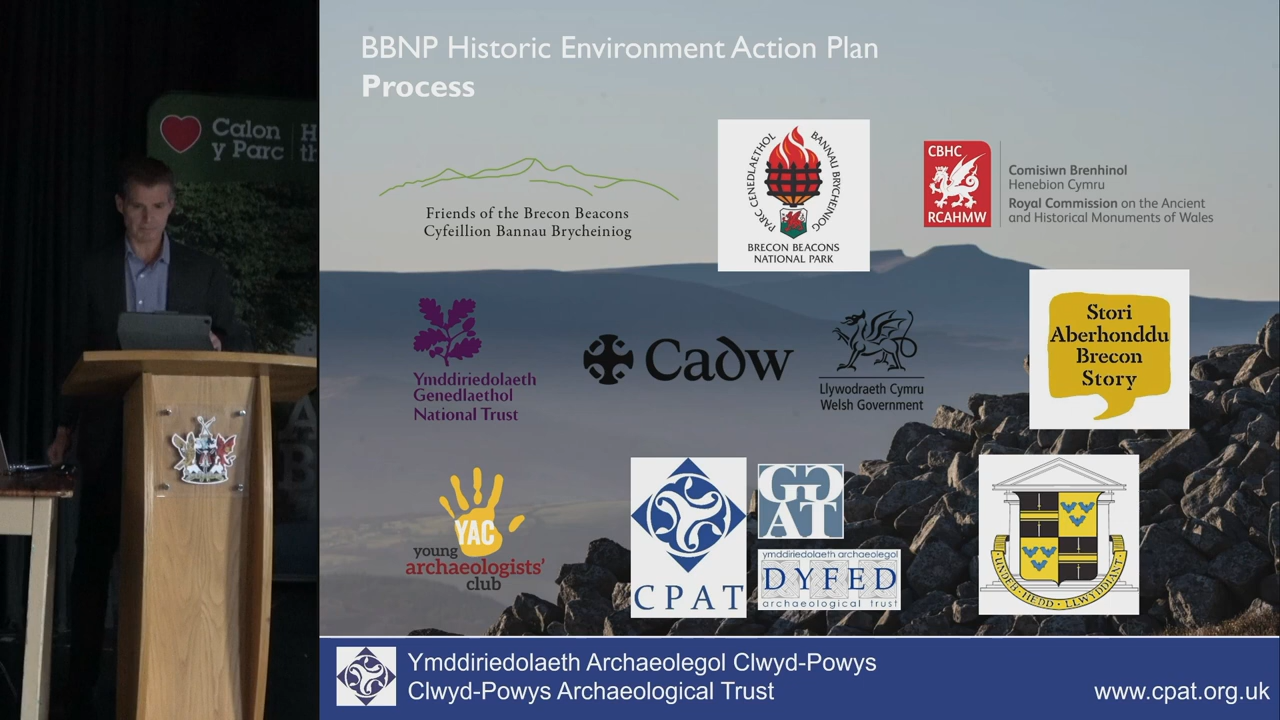 BBNP Historic Environment Action Plan
Process
Calon
y Parc
Friends of the Brecon Beacons
Cyfeillion Bannau Brycheiniog
PARC CENEDLAETHOL BANNAU BRYCHEINIOG
BRECON BEACONS
NATIONAL PARK
CBHC
RCAHMW
Comisiwn Brenhinol
Henebion Cymru
Royal Commission on the Ancient
and Historical Monuments of Wales
Ymddiriedolaeth
Genedlaethol
National Trust
Cadw
Llywodraeth Cymru
Welsh Government
Stori
Aberhonddu
Brecon
Story
YAC
young
archaeologists'
club
CPAT
GGAT
ymddiriedolaeth archaeolegol
DYFED
archaeological trust
UNDEB · HEDD · LLWYDDIANT
Ymddiriedolaeth Archaeolegol Clwyd-Powys
Clwyd-Powys Archaeological Trust
www.cpat.org.uk